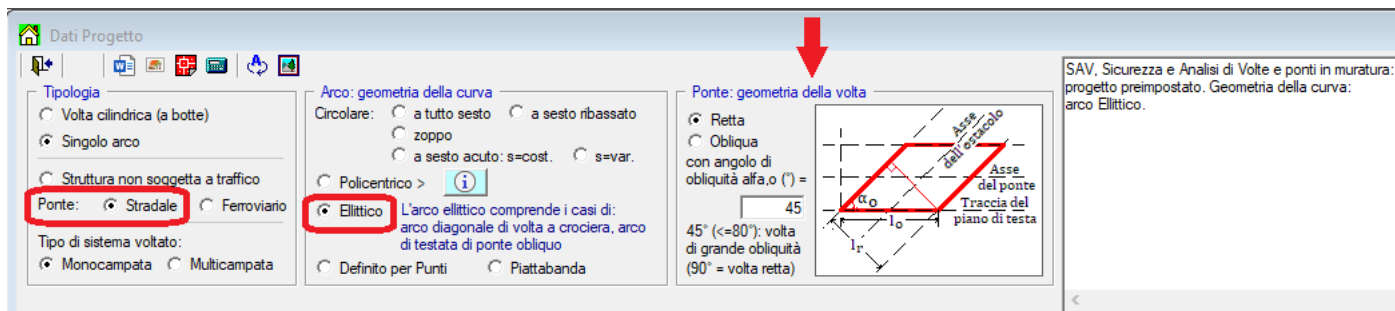 Dati Progetto
Tipologia
Volta cilindrica (a botte)
Singolo arco
Struttura non soggetta a traffico
Ponte: Stradale Ferroviario
Tipo di sistema voltato:
Monocampata Multicampata
Arco: geometria della curva
Circolare: a tutto sesto a sesto ribassato
zoppo
a sesto acuto: s=cost. s=var.
Policentrico > i
Ellittico
L'arco ellittico comprende i casi di:
arco diagonale di volta a crociera, arco
di testata di ponte obliquo
Definito per Punti Piattabanda
Ponte: geometria della volta
Retta
Obliqua
con angolo di
obliquità alfa,o (°) =
45
45° (<=80°): volta
di grande obliquità
(90° = volta retta)
Asse
dell'ostacolo
Asse
del ponte
Traccia del
piano di testa
αo
lo
lr
SAV, Sicurezza e Analisi di Volte e ponti in muratura:
progetto preimpostato. Geometria della curva:
arco Ellittico.